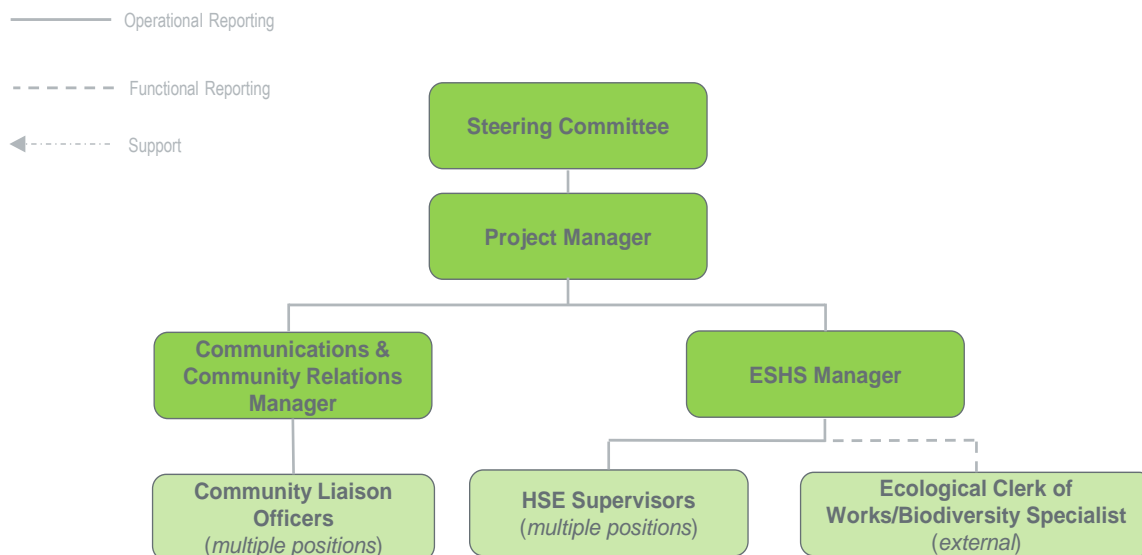 Operational Reporting
Functional Reporting
Support
Steering Committee
Project Manager
Communications &
Community Relations
Manager
ESHS Manager
Community Liaison
Officers
(multiple positions)
HSE Supervisors
(multiple positions)
Ecological Clerk of
Works/Biodiversity Specialist
(external)